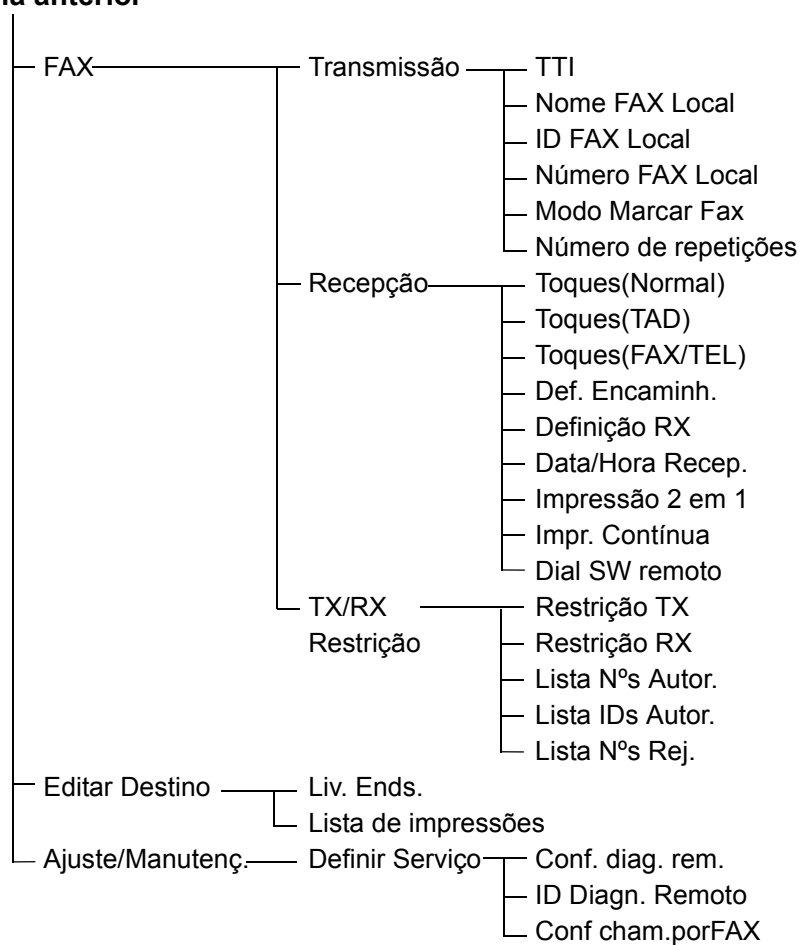 anterior
FAX Transmissão TTI
Nome FAX Local
ID FAX Local
Número FAX Local
Modo Marcar Fax
Número de repetições
Recepção Toques(Normal)
Toques(TAD)
Toques(FAX/TEL)
Def. Encaminh.
Definição RX
Data/Hora Recep.
Impressão 2 em 1
Impr. Contínua
Dial SW remoto
TX/RX Restrição TX
Restrição Restrição RX
Lista Nºs Autor.
Lista IDs Autor.
Lista Nºs Rej.
Editar Destino Liv. Ends.
Lista de impressões
Ajuste/Manutenç. Definir Serviço Conf. diag. rem.
ID Diagn. Remoto
Conf cham.porFAX